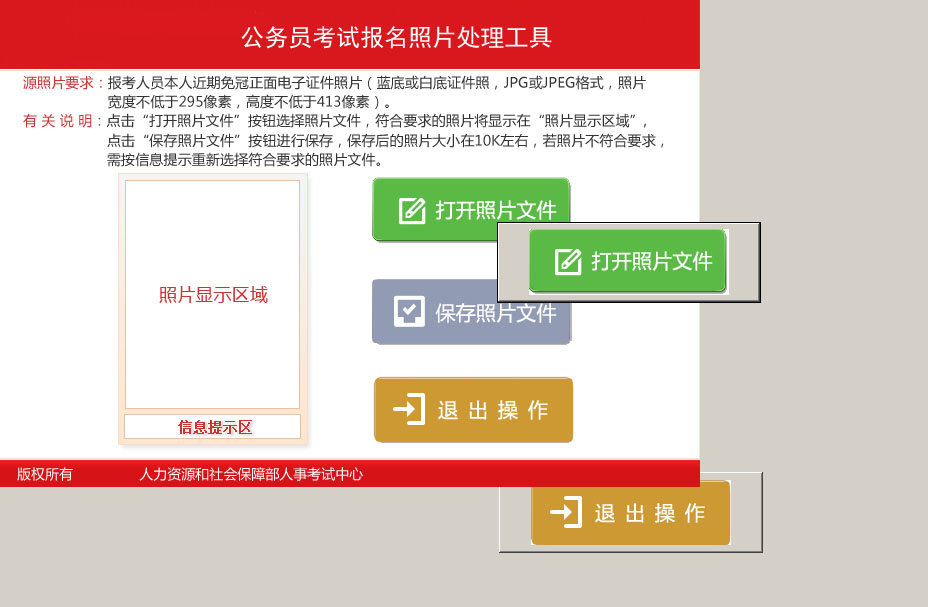 公务员考试报名照片处理工具
源照片要求：报考人员本人近期免冠正面电子证件照片（蓝底或白底证件照，JPG或JPEG格式，照片
宽度不低于295像素，高度不低于413像素）。
有 关 说 明：点击“打开照片文件”按钮选择照片文件，符合要求的照片将显示在“照片显示区域”，
点击“保存照片文件”按钮进行保存，保存后的照片大小在10K左右，若照片不符合要求，
需按信息提示重新选择符合要求的照片文件。
打开照片文件
打开照片文件
照片显示区域
保存照片文件
退 出 操 作
信息提示区
版权所有 人力资源和社会保障部人事考试中心
退 出 操 作